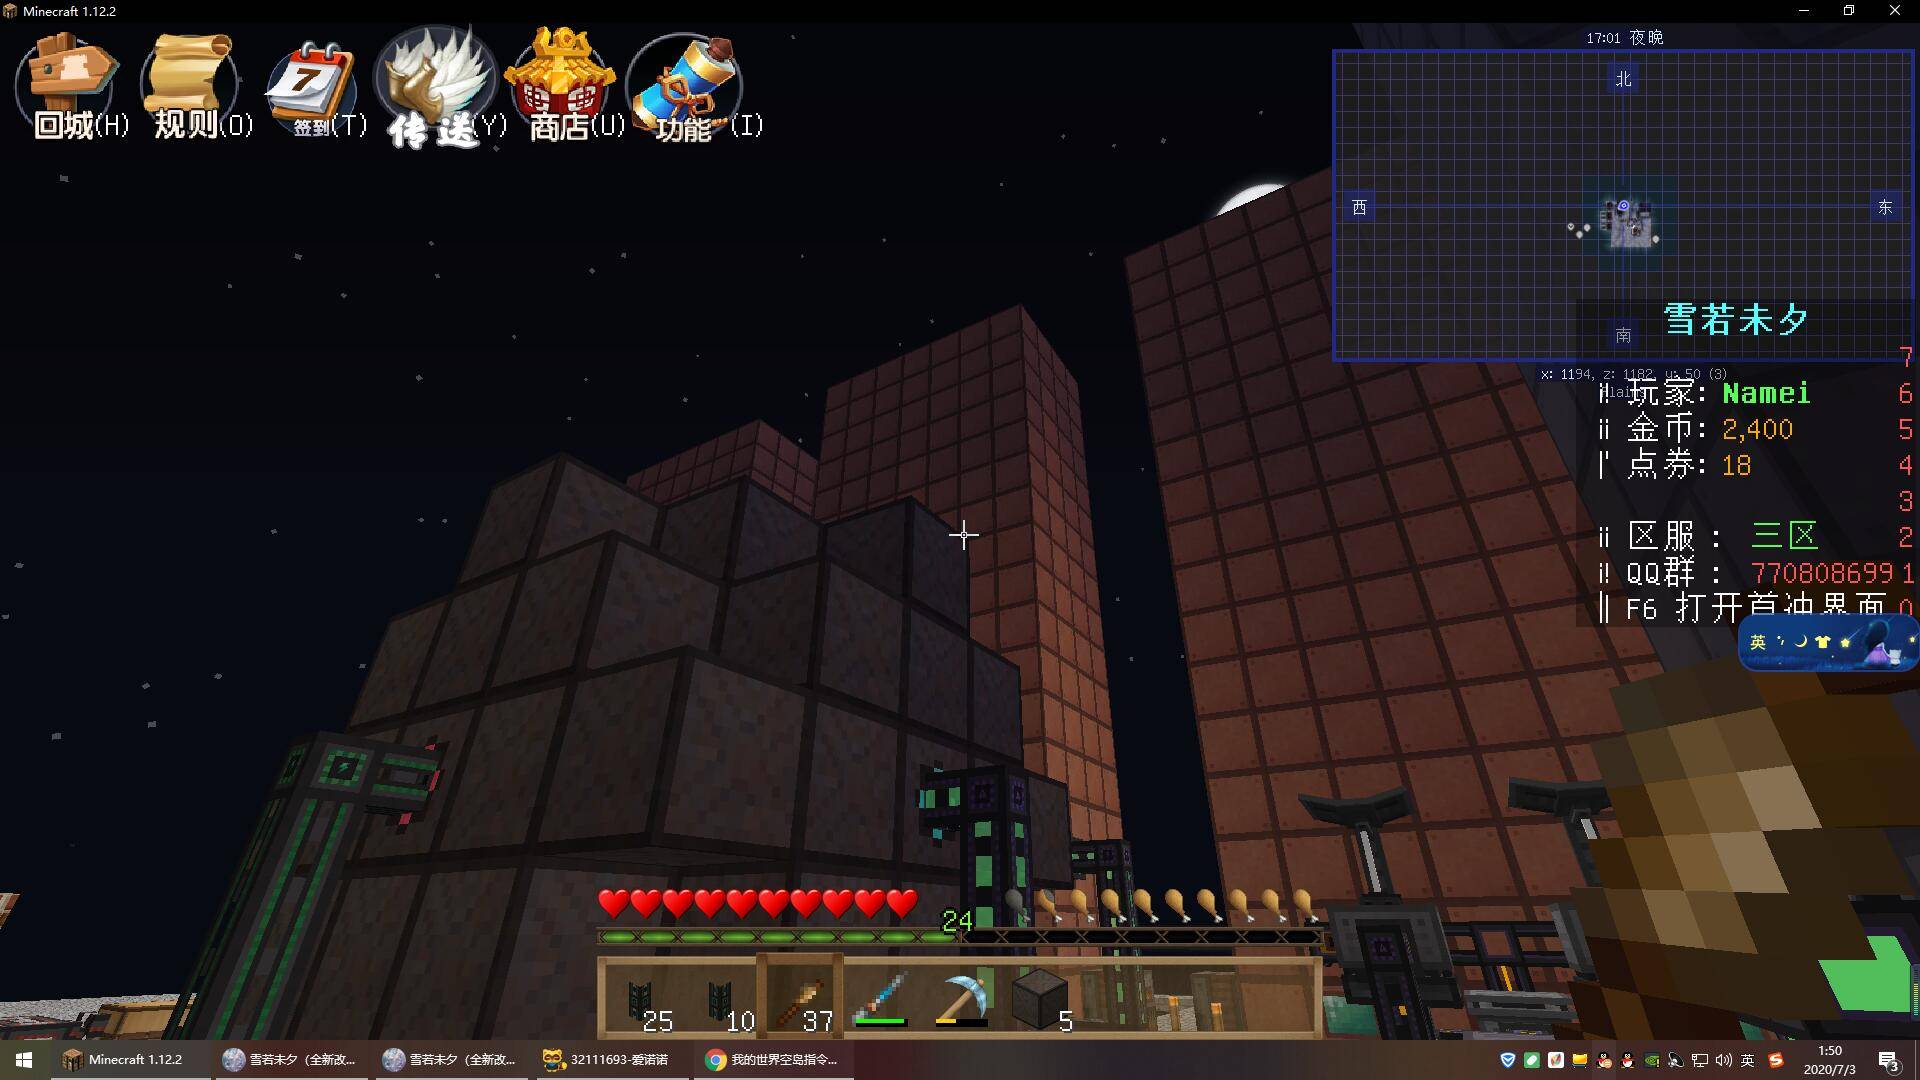 Minecraft 1.12.2
回城(H) 规则(O) 签到(T) 传送(Y) 商店(U) 功能(I)
7
17:01 夜晚
北
西
东
南
雪若未夕
7
x: 1194, z: 1182, y: 50 (3)
玩家: Namei 6
金币: 2,400 5
点券: 18 4
3
区服 : 三区 2
QQ群 : 770808699 1
F6 打开首冲界面 0
英
24
25
10
37
5
Minecraft 1.12.2
雪若未夕（全新改...
雪若未夕（全新改...
32111693-爱诺诺
我的世界空岛指令...
英
1:50
2020/7/3
3